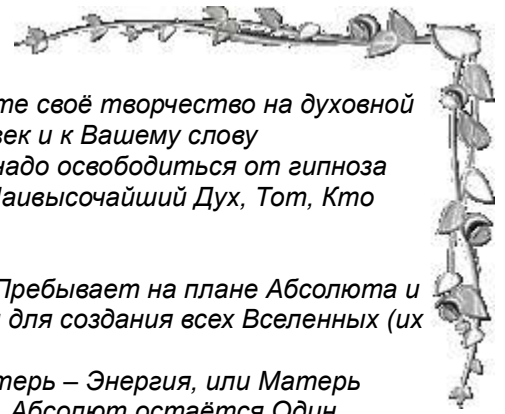 те своё творчество на духовной
век и к Вашему слову
надо освободиться от гипноза
Наивысочайший Дух, Тот, Кто
Пребывает на плане Абсолюта и
для создания всех Вселенных (их
терь – Энергия, или Матерь
Абсолют остаётся Один